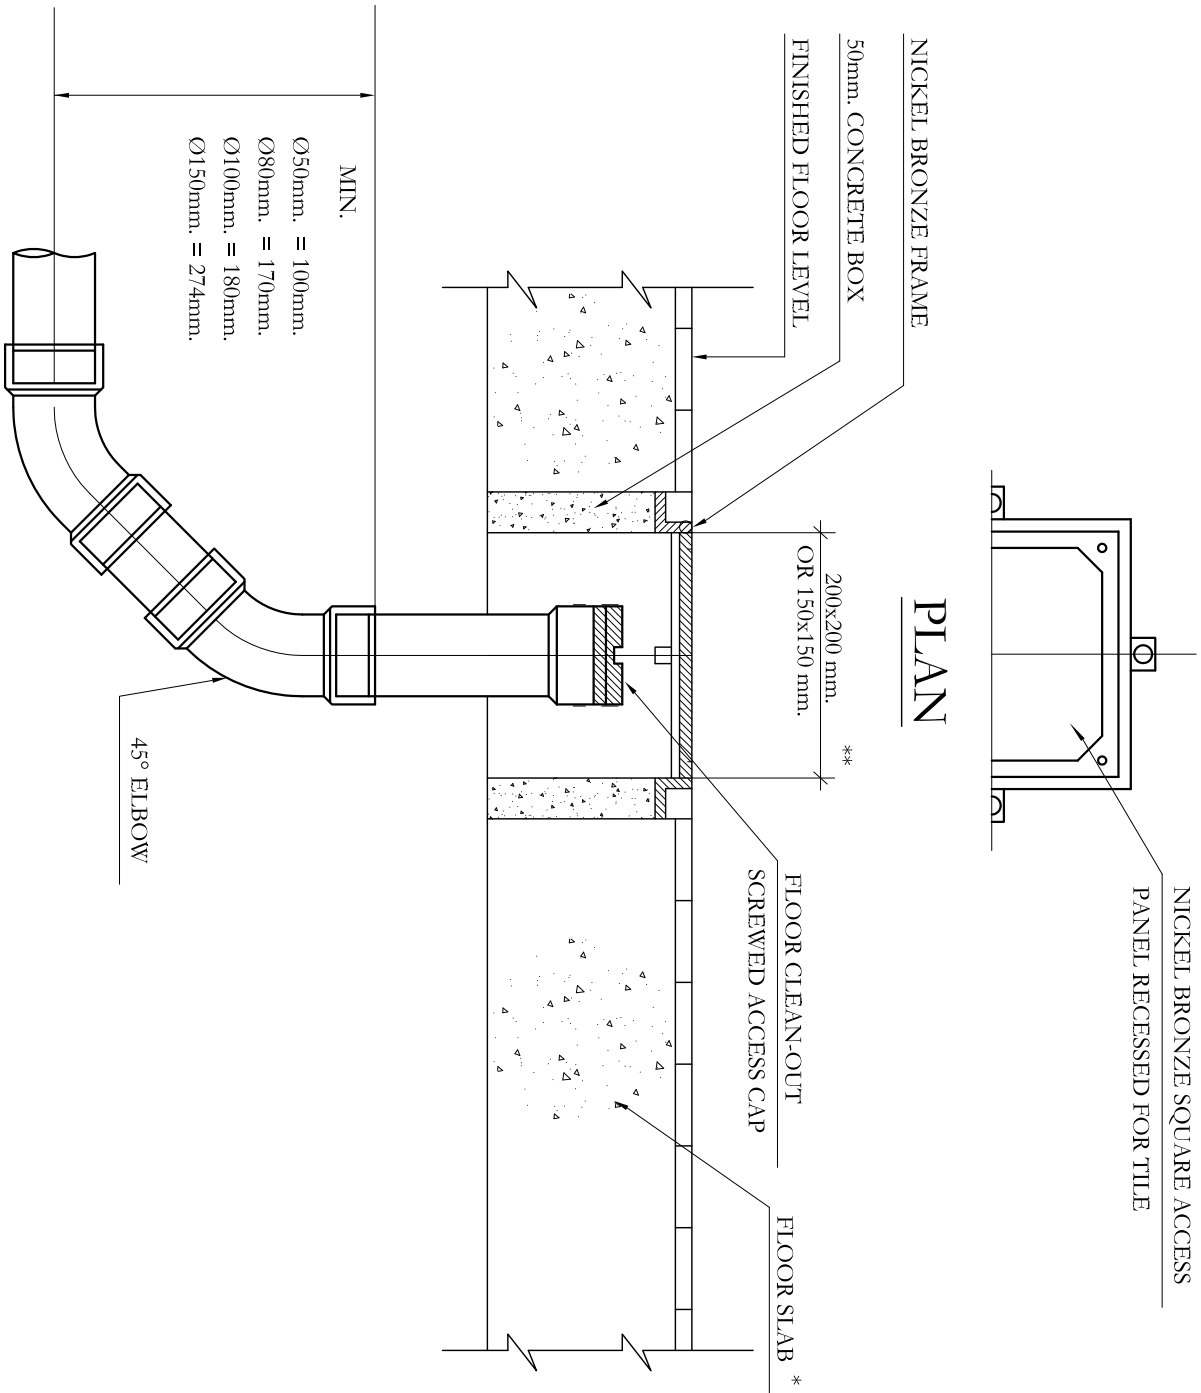 NICKEL BRONZE SQUARE ACCESS
PANEL RECESSED FOR TILE
PLAN
NICKEL BRONZE FRAME
50mm. CONCRETE BOX
FINISHED FLOOR LEVEL
200x200 mm.
OR 150x150 mm.
**
FLOOR CLEAN-OUT
SCREWED ACCESS CAP
FLOOR SLAB *
MIN.
Ø50mm. = 100mm.
Ø80mm. = 170mm.
Ø100mm. = 180mm.
Ø150mm. = 274mm.
45° ELBOW